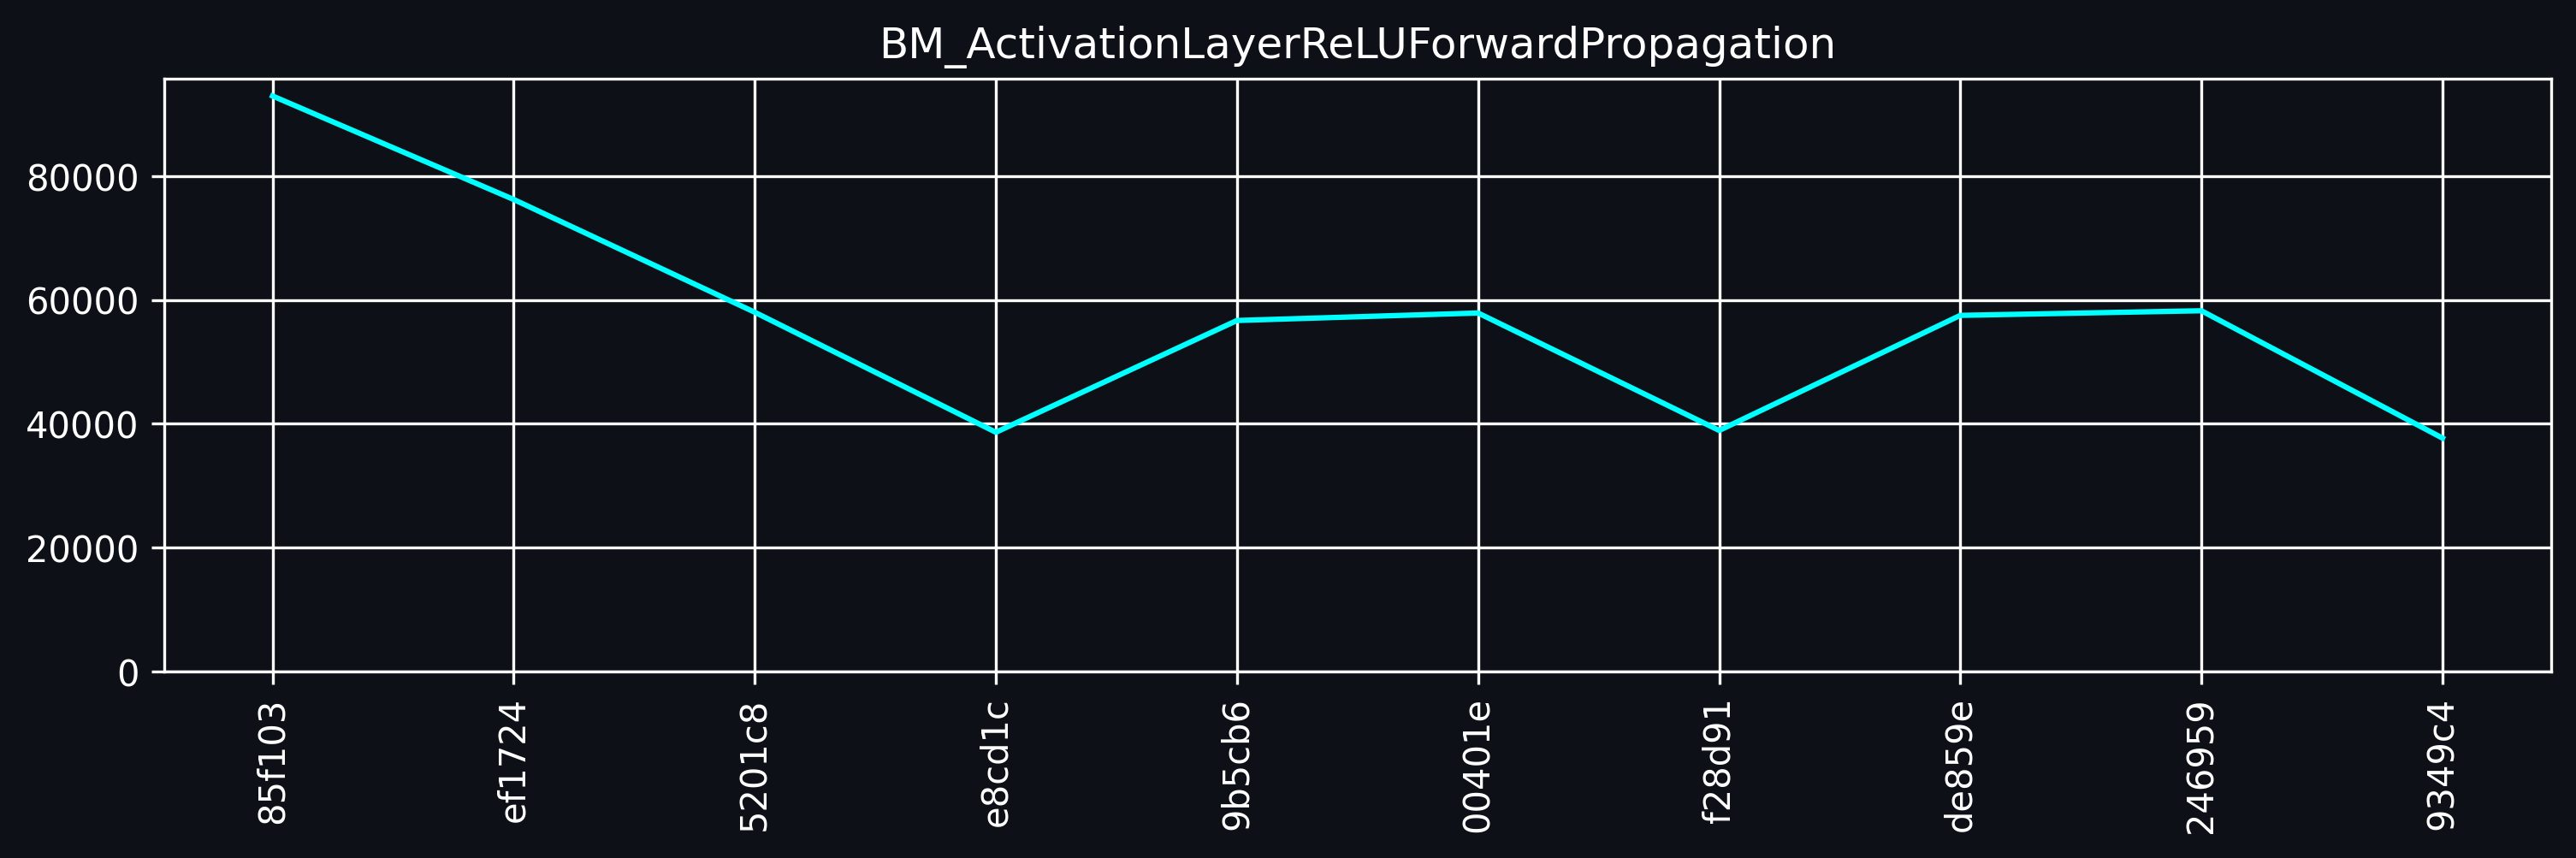 BM_ActivationLayerReLUForwardPropagation
80000
60000
40000
20000
0
85f103
ef1724
5201c8
e8cd1c
9b5cb6
00401e
f28d91
de859e
246959
9349c4